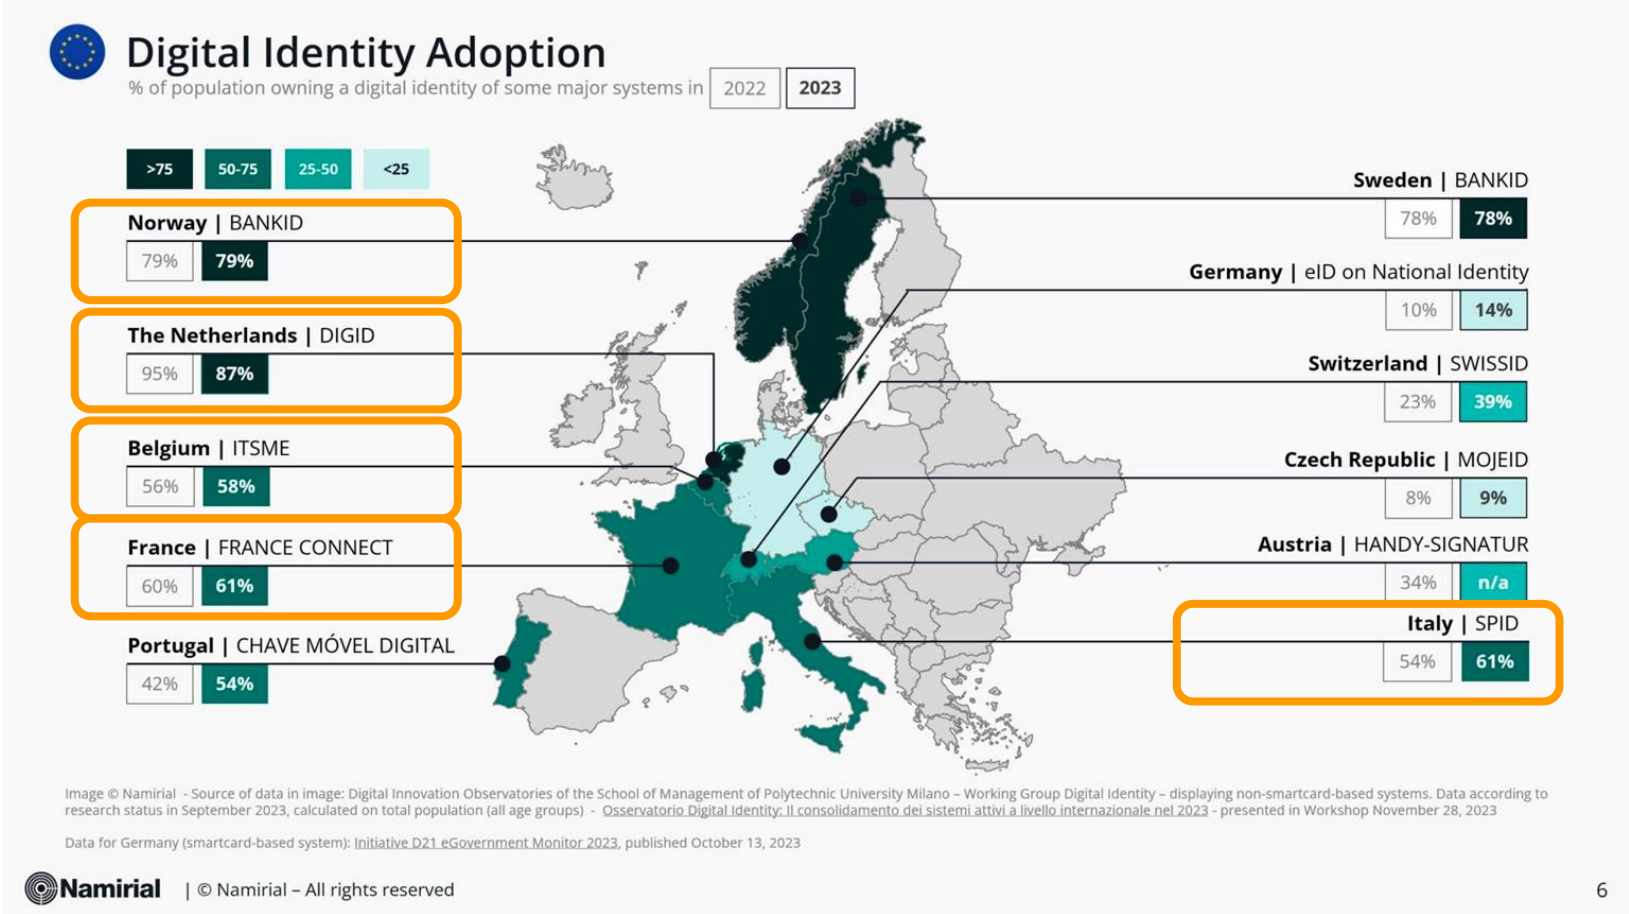 Digital Identity Adoption
% of population owning a digital identity of some major systems in 2022 2023
>75 50-75 25-50 <25
Norway | BANKID
79% 79%
The Netherlands | DIGID
95% 87%
Belgium | ITSME
56% 58%
France | FRANCE CONNECT
60% 61%
Portugal | CHAVE MÓVEL DIGITAL
42% 54%
Sweden | BANKID
78% 78%
Germany | eID on National Identity
10% 14%
Switzerland | SWISSID
23% 39%
Czech Republic | MOJEID
8% 9%
Austria | HANDY-SIGNATUR
34% n/a
Italy | SPID
54% 61%
Image © Namirial - Source of data in image: Digital Innovation Observatories of the School of Management of Polytechnic University Milano – Working Group Digital Identity – displaying non-smartcard-based systems. Data according to
research status in September 2023, calculated on total population (all age groups) - Osservatorio Digital Identity: Il consolidamento dei sistemi attivi a livello internazionale nel 2023 - presented in Workshop November 28, 2023
Data for Germany (smartcard-based system): Initiative D21 eGovernment Monitor 2023, published October 13, 2023
Namirial | © Namirial – All rights reserved
6